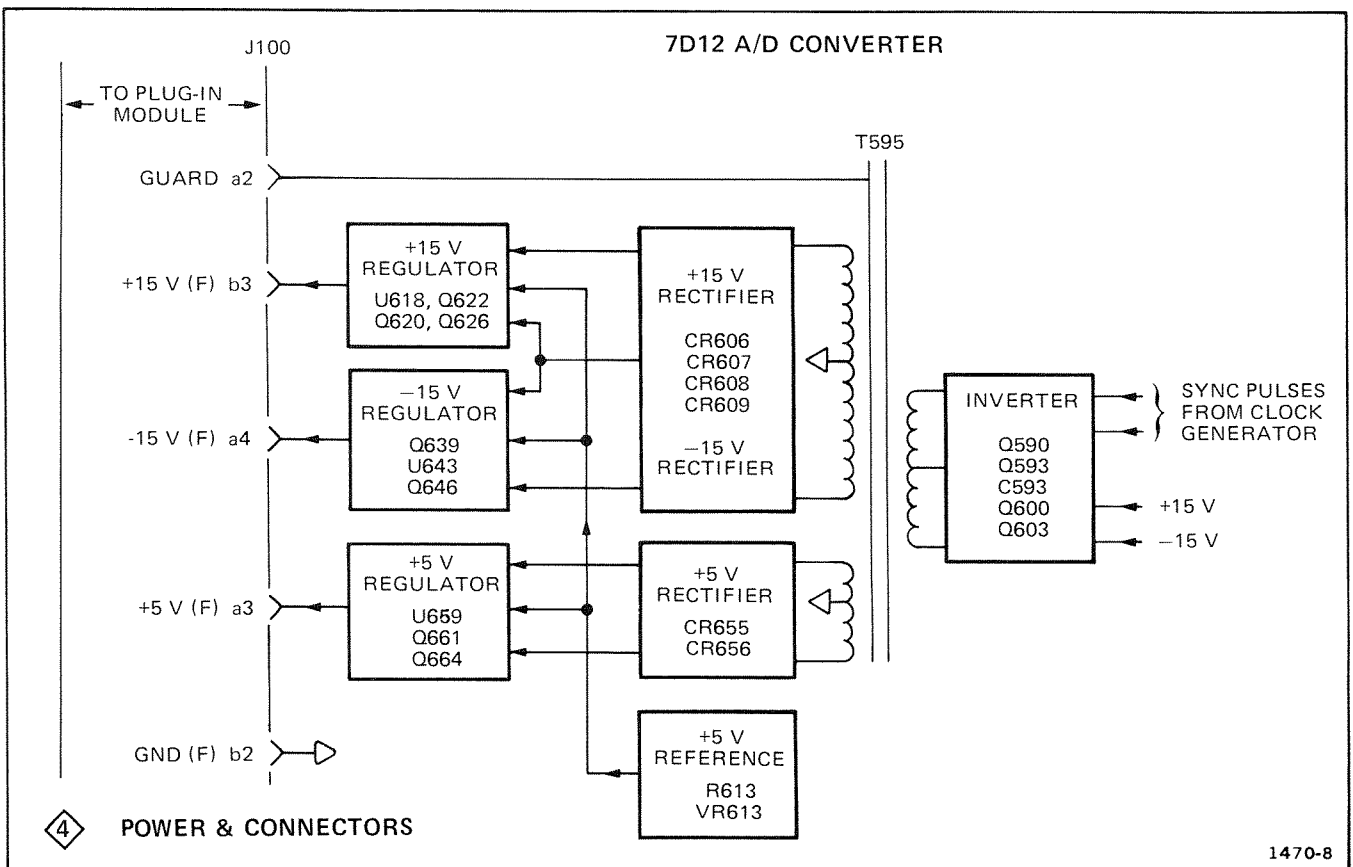 7D12 A/D CONVERTER
J100
TO PLUG-IN
MODULE
T595
GUARD a2
+15 V (F) b3
-15 V (F) a4
+5 V (F) a3
GND (F) b2
+15 V
REGULATOR
U618, Q622
Q620, Q626
−15 V
REGULATOR
Q639
U643
Q646
+5 V
REGULATOR
U659
Q661
Q664
+15 V
RECTIFIER
CR606
CR607
CR608
CR609
−15 V
RECTIFIER
+5 V
RECTIFIER
CR655
CR656
+5 V
REFERENCE
R613
VR613
INVERTER
Q590
Q593
C593
Q600
Q603
SYNC PULSES
FROM CLOCK
GENERATOR
+15 V
−15 V
4 POWER & CONNECTORS
1470-8